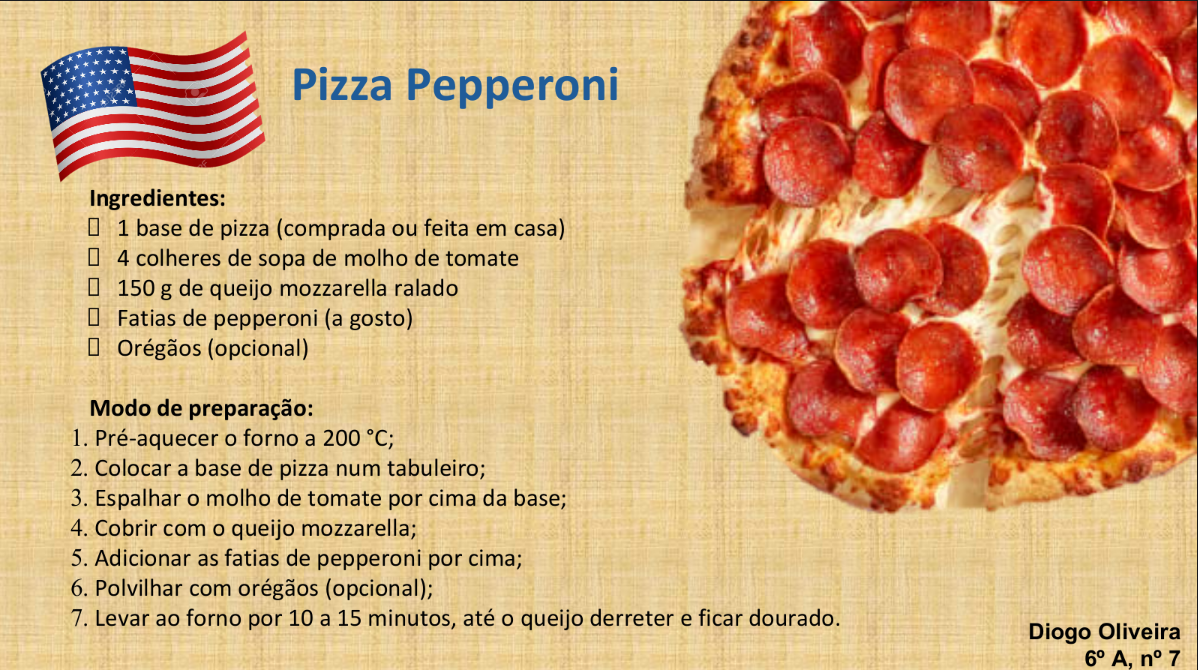 Pizza Pepperoni
Ingredientes:
1 base de pizza (comprada ou feita em casa)
4 colheres de sopa de molho de tomate
150 g de queijo mozzarella ralado
Fatias de pepperoni (a gosto)
Orégãos (opcional)
Modo de preparação:
1. Pré-aquecer o forno a 200 °C;
2. Colocar a base de pizza num tabuleiro;
3. Espalhar o molho de tomate por cima da base;
4. Cobrir com o queijo mozzarella;
5. Adicionar as fatias de pepperoni por cima;
6. Polvilhar com orégãos (opcional);
7. Levar ao forno por 10 a 15 minutos, até o queijo derreter e ficar dourado.
Diogo Oliveira
6º A, nº 7